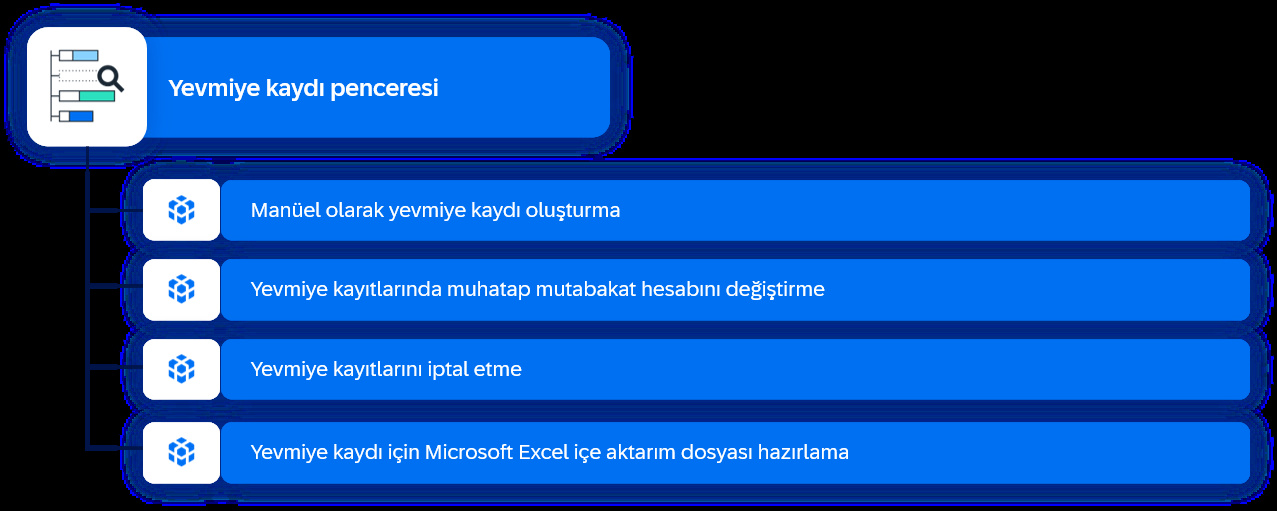 Yevmiye kaydı penceresi
Manüel olarak yevmiye kaydı oluşturma
Yevmiye kayıtlarında muhatap mutabakat hesabını değiştirme
Yevmiye kayıtlarını iptal etme
Yevmiye kaydı için Microsoft Excel içe aktarım dosyası hazırlama